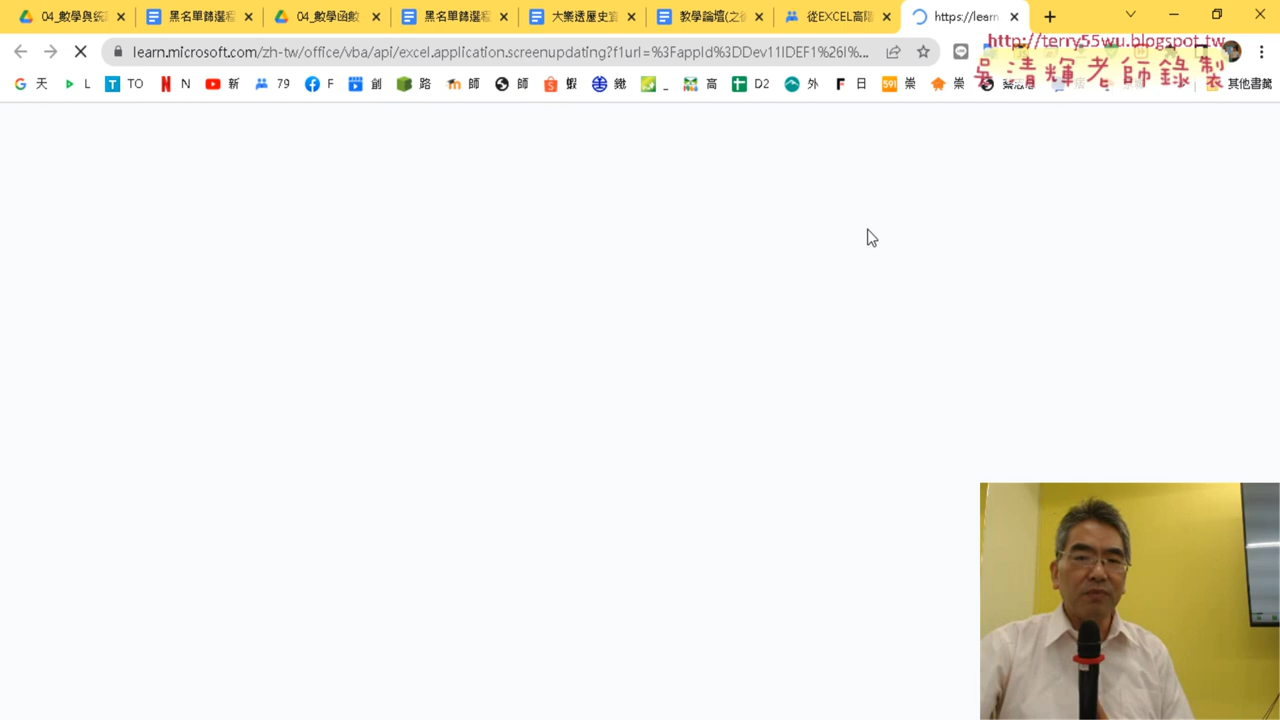 04_數學與統
黑名單篩選程
04_數學函數
黑名單篩選程
大樂透歷史資
教學論壇(之後
從EXCEL高階
https://learn
learn.microsoft.com/zh-tw/office/vba/api/excel.application.screenupdating?f1url=%3FappId%3DDev11IDEF1%26l%...
http://terry55wu.blogspot.tw
吳清輝老師錄製
天
L
TO
N
新
79
F
創
路
師
師
蝦
鐵
_
高
D2
外
日
崇
崇
其他書籤